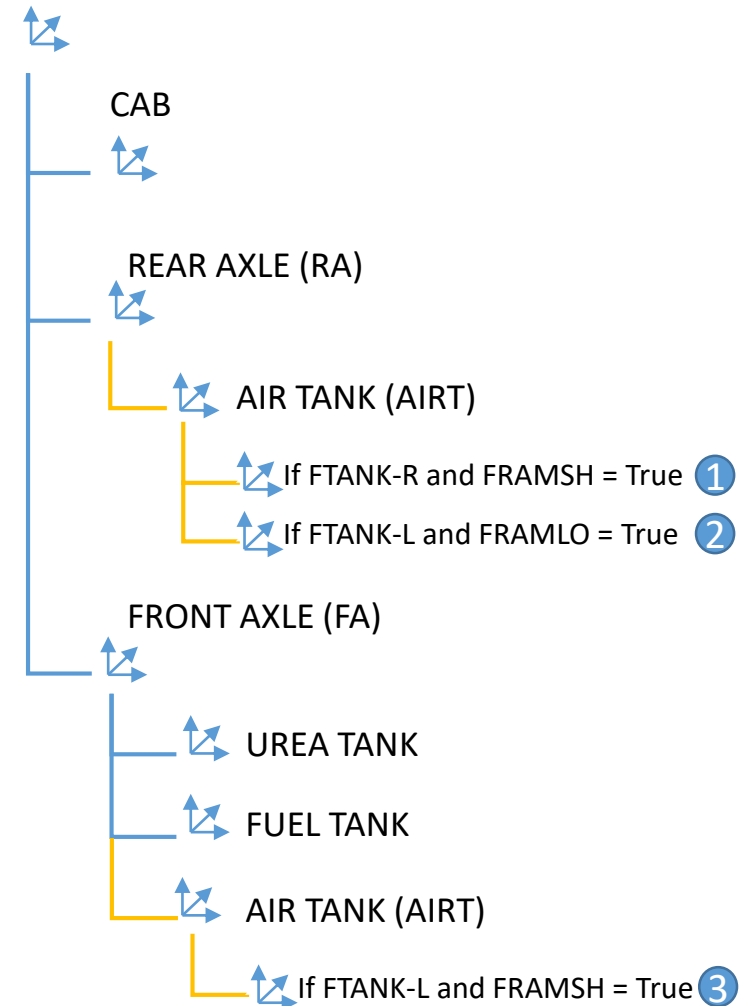 CAB
REAR AXLE (RA)
AIR TANK (AIRT)
If FTANK-R and FRAMSH = True 1
If FTANK-L and FRAMLO = True 2
FRONT AXLE (FA)
UREA TANK
FUEL TANK
AIR TANK (AIRT)
If FTANK-L and FRAMSH = True 3